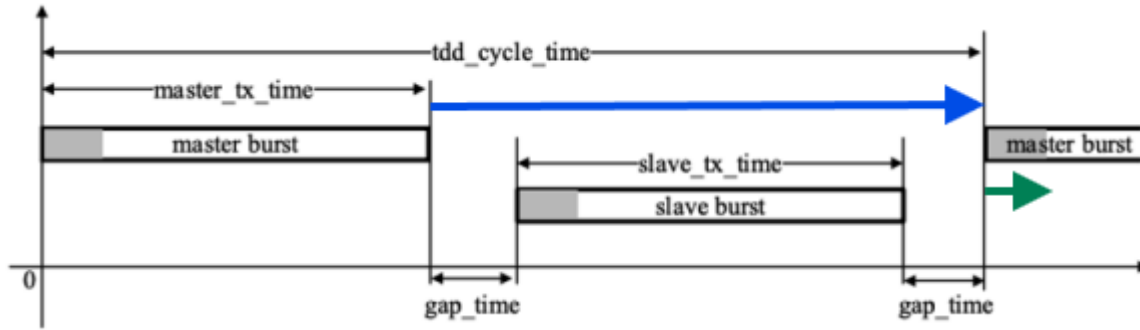 tdd_cycle_time
master_tx_time
master burst
master burst
slave_tx_time
slave burst
0
gap_time
gap_time